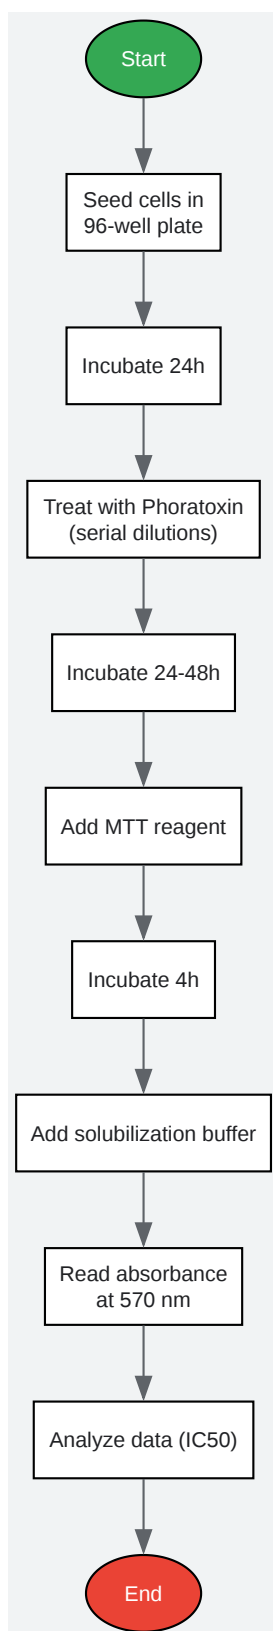 Start
Seed cells in
96-well plate
Incubate 24h
Treat with Phoratoxin
(serial dilutions)
Incubate 24-48h
Add MTT reagent
Incubate 4h
Add solubilization buffer
Read absorbance
at 570 nm
Analyze data (IC50)
End